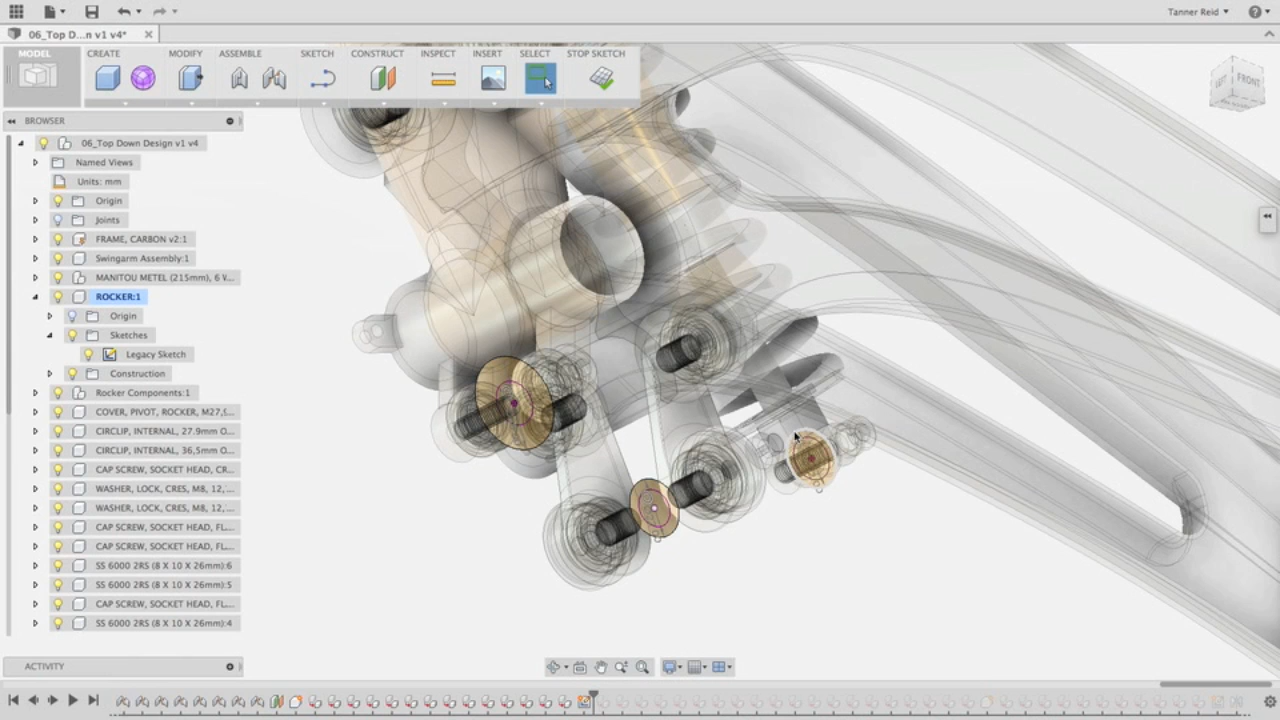 Tanner Reid
06_Top D...n v1 v4*
MODEL
CREATE
MODIFY
ASSEMBLE
SKETCH
CONSTRUCT
INSPECT
INSERT
SELECT
STOP SKETCH
LEFT
FRONT
BROWSER
06_Top Down Design v1 v4
Named Views
Units: mm
Origin
Joints
FRAME, CARBON v2:1
Swingarm Assembly:1
MANITOU METEL (215mm), 6 V...
ROCKER:1
Origin
Sketches
Legacy Sketch
Construction
Rocker Components:1
COVER, PIVOT, ROCKER, M27,9...
CIRCLIP, INTERNAL, 27.9mm O...
CIRCLIP, INTERNAL, 36,5mm O...
CAP SCREW, SOCKET HEAD, CR...
WASHER, LOCK, CRES, M8, 12,...
WASHER, LOCK, CRES, M8, 12,...
CAP SCREW, SOCKET HEAD, FL...
CAP SCREW, SOCKET HEAD, FL...
SS 6000 2RS (8 X 10 X 26mm):6
SS 6000 2RS (8 X 10 X 26mm):5
CAP SCREW, SOCKET HEAD, FL...
SS 6000 2RS (8 X 10 X 26mm):4
ACTIVITY